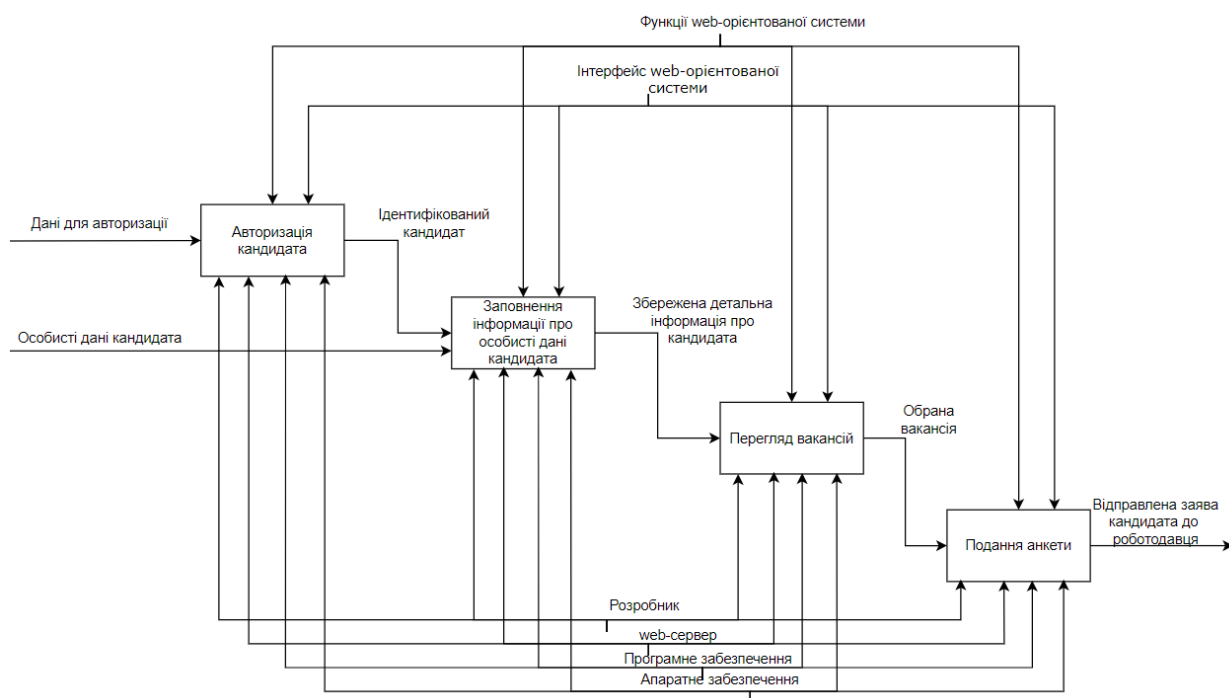 Функції web-орієнтованої системи
Інтерфейс web-орієнтованої
системи
Дані для авторизації
Авторизація
кандидата
Ідентифікований
кандидат
Особисті дані кандидата
Заповнення
інформації про
особисті дані
кандидата
Збережена детальна
інформація про
кандидата
Перегляд вакансій
Обрана
вакансія
Подання анкети
Відправлена заява
кандидата до
роботодавця
Розробник
web-сервер
Програмне забезпечення
Апаратне забезпечення